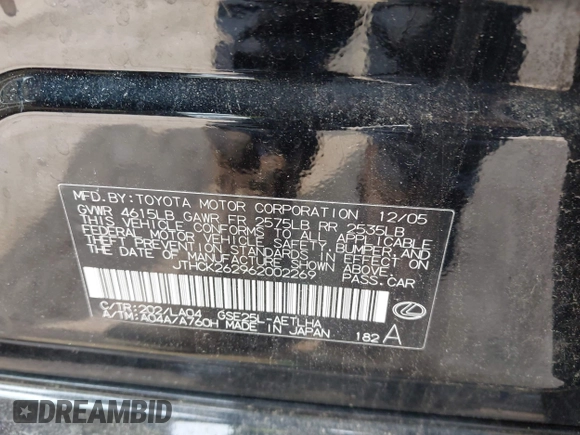 MFD. BY:TOYOTA MOTOR CORPORATION 12/05
GVWR 4615LB GAWR FR 2575LB RR 2535LB
THIS VEHICLE CONFORMS TO ALL APPLICABLE
FEDERAL MOTOR VEHICLE SAFETY, BUMPER, AND
THEFT PREVENTION STANDARDS IN EFFECT ON
THE DATE OF MANUFACTURE SHOWN ABOVE.
JTHCK262962002269 PASS.CAR
C/TR:202/LA04 GSE25L-AETLHA
A/TM:A04A/A760H MADE IN JAPAN 182 A
DREAMBID